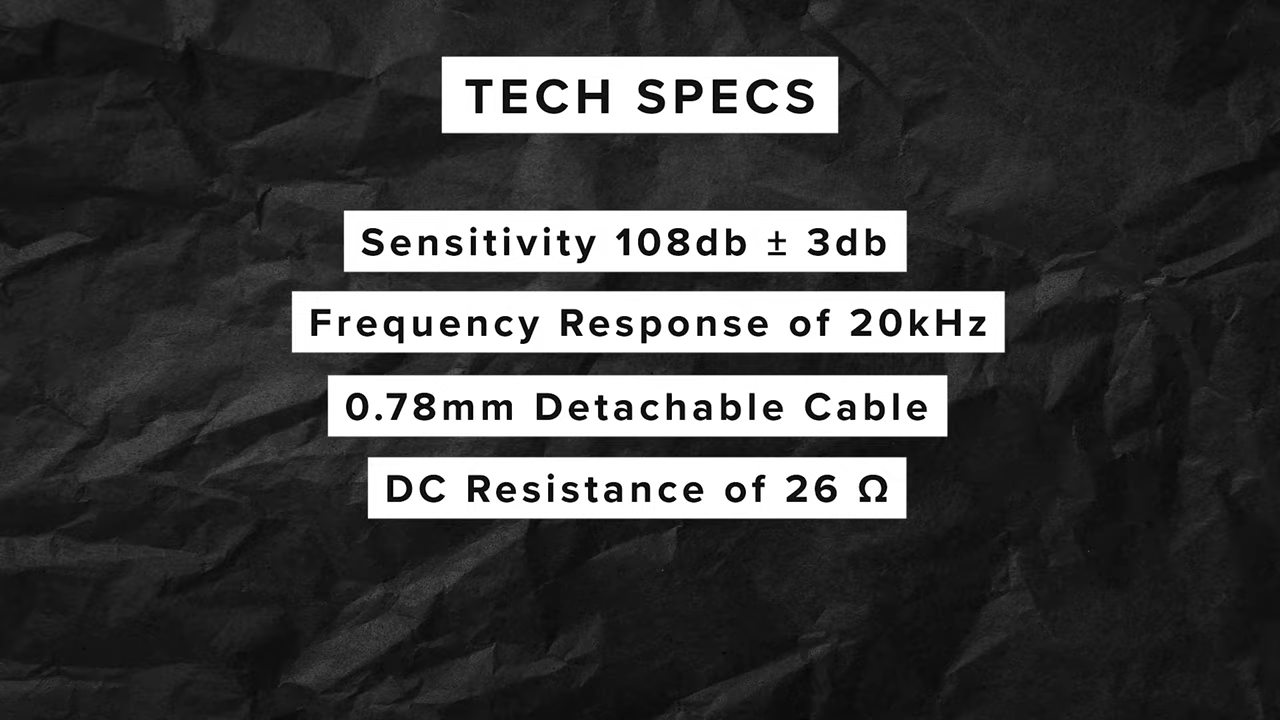 TECH SPECS
Sensitivity 108db ± 3db
Frequency Response of 20kHz
0.78mm Detachable Cable
DC Resistance of 26 Ω